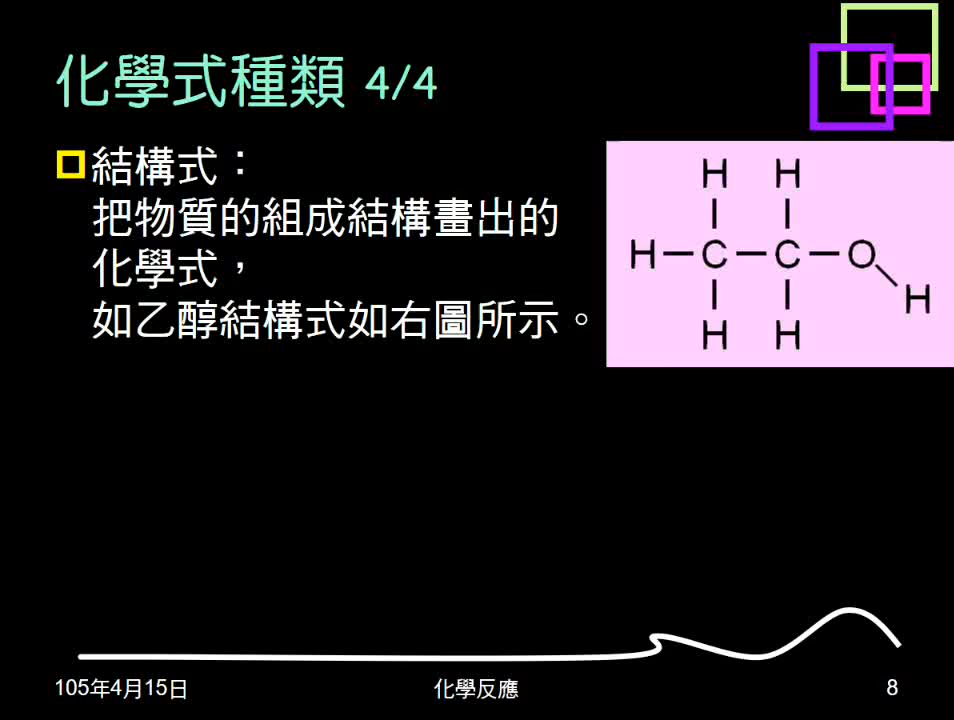 化學式種類 4/4
結構式：
把物質的組成結構畫出的
化學式，
如乙醇結構式如右圖所示。
H H
H C C O
H
H H
105年4月15日 化學反應 8